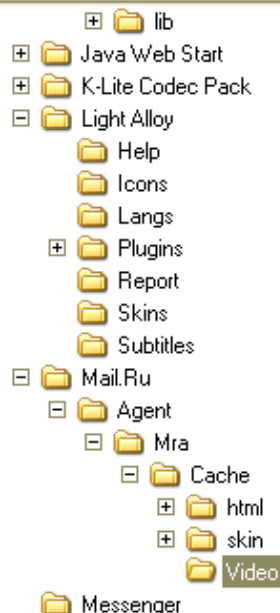 lib
Java Web Start
K-Lite Codec Pack
Light Alloy
Help
Icons
Langs
Plugins
Report
Skins
Subtitles
Mail.Ru
Agent
Mra
Cache
html
skin
Video
Messenger